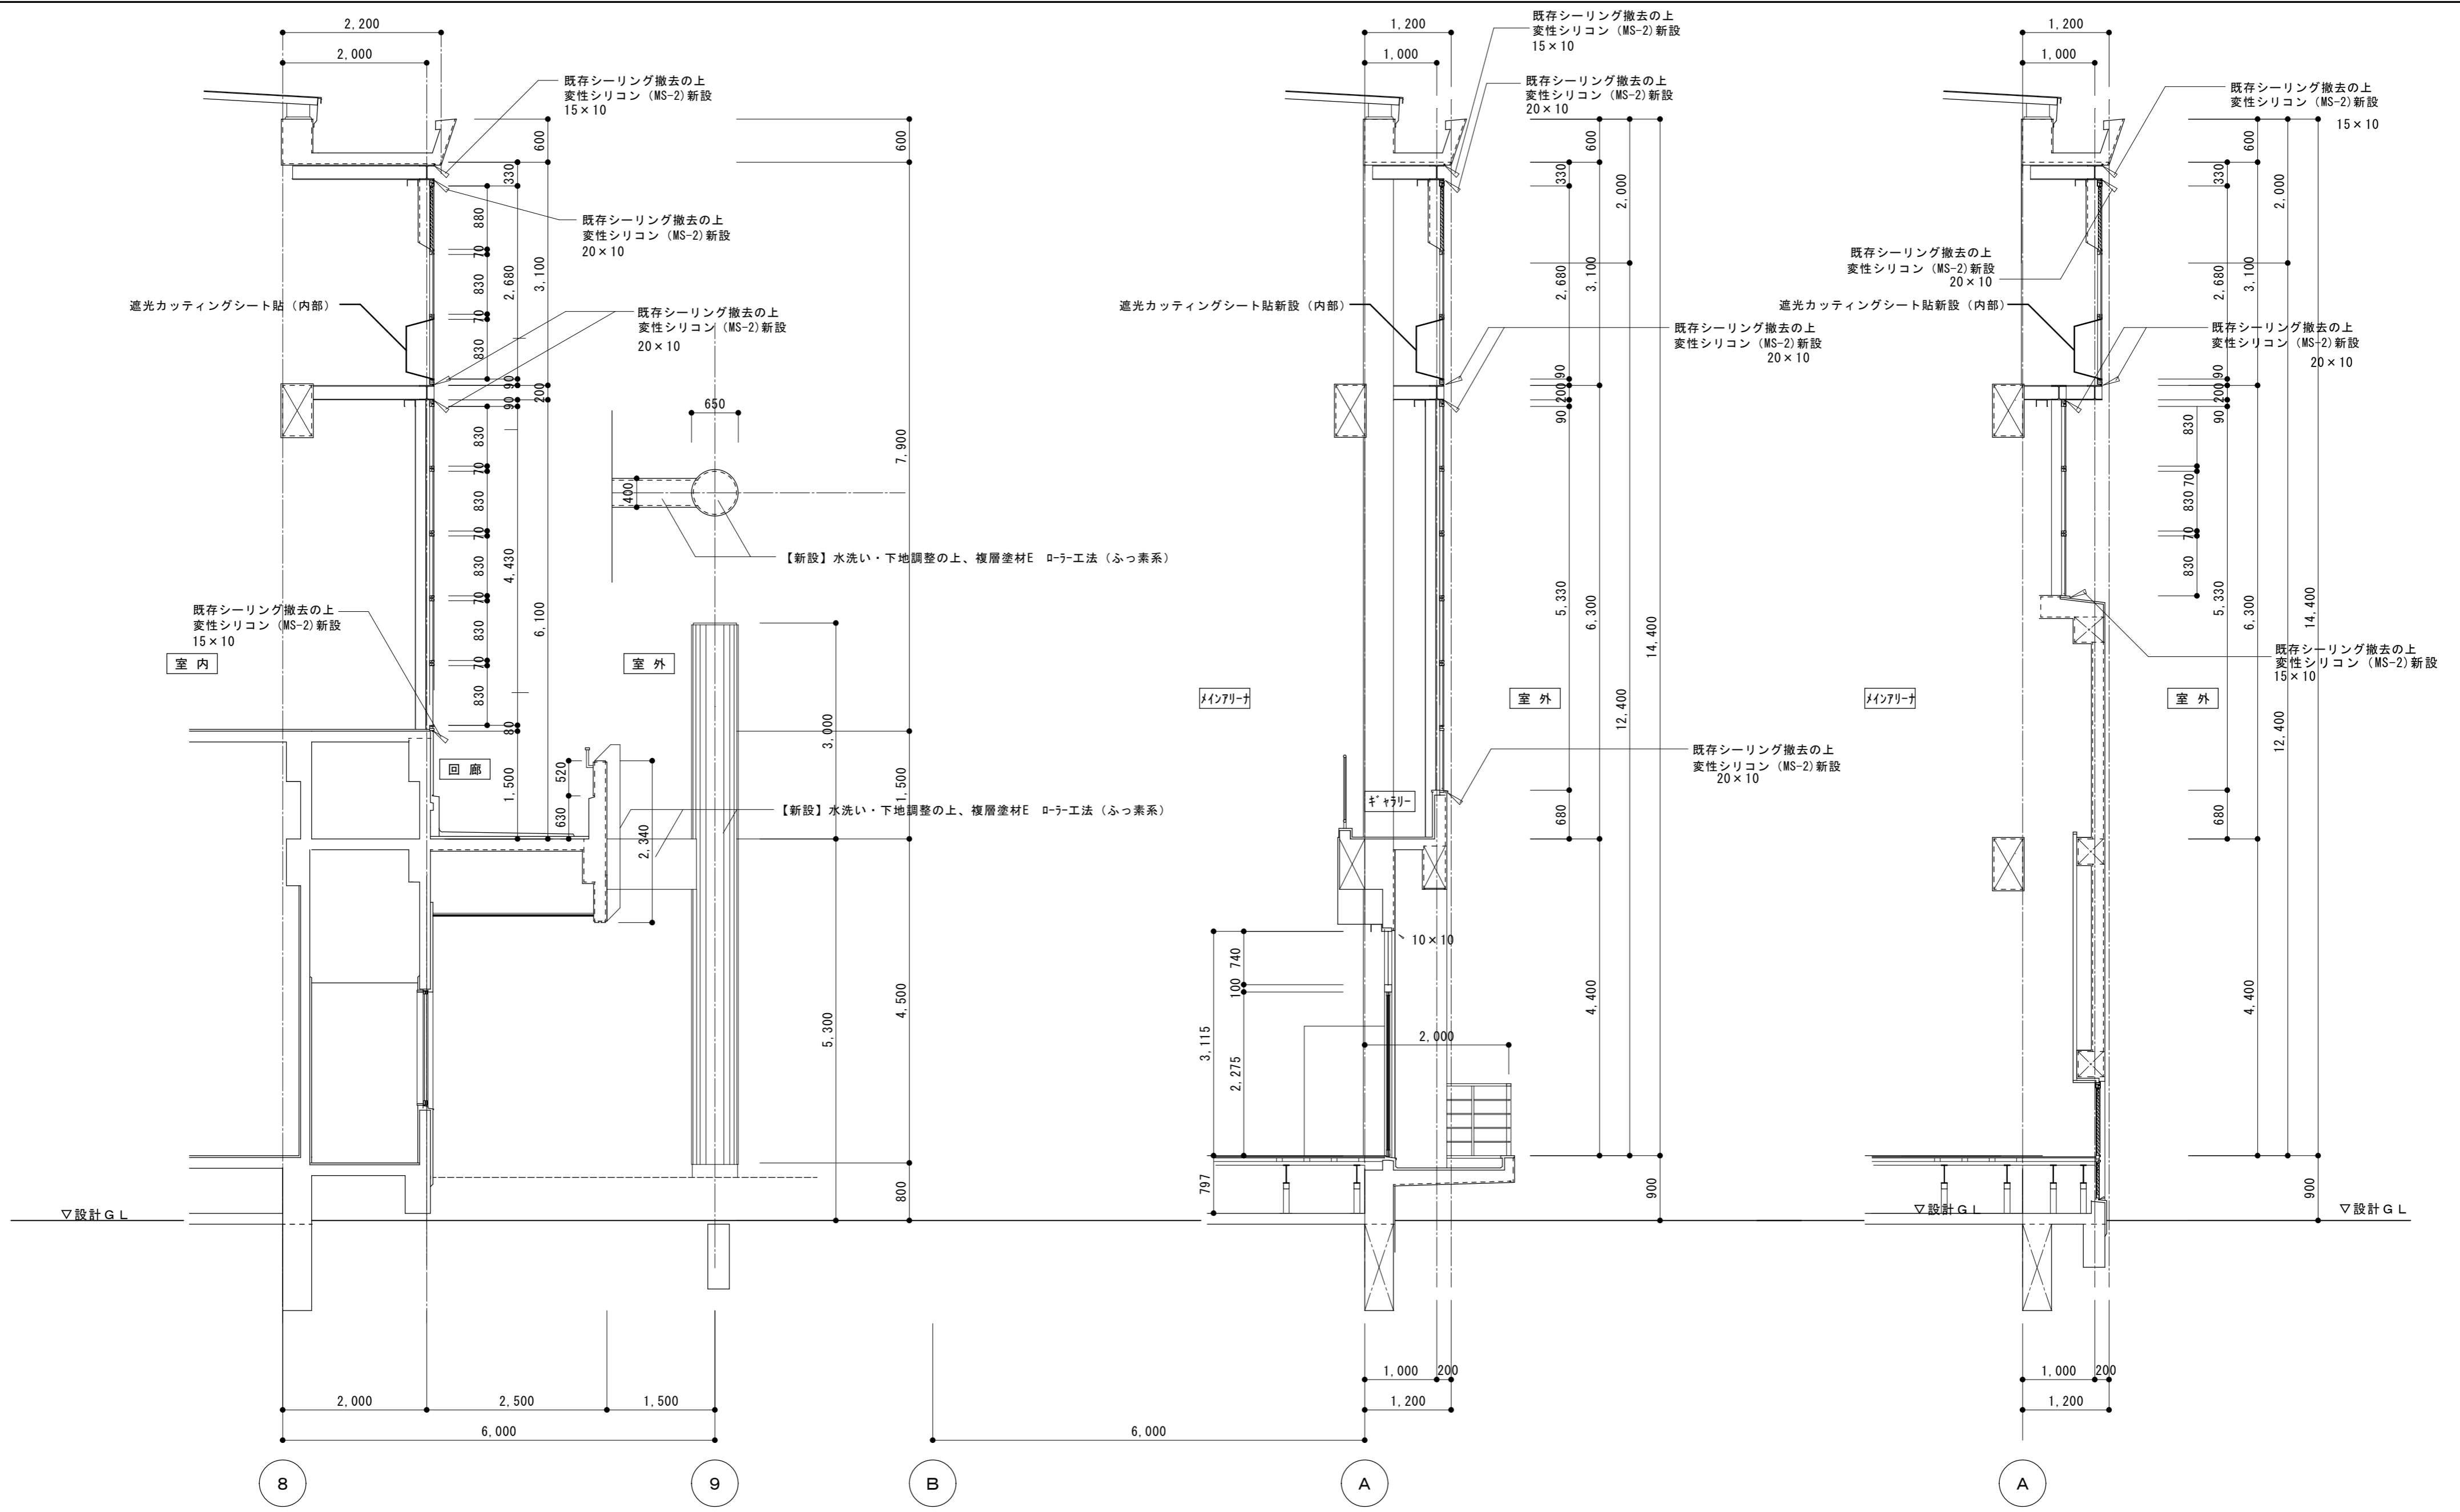 2,200
2,000
既存シーリング撤去の上
変性シリコン (MS-2)新設
15×10
600
330
880
70
830
2,680
3,100
70
830
90
200
90
既存シーリング撤去の上
変性シリコン (MS-2)新設
20×10
遮光カッティングシート貼（内部）
既存シーリング撤去の上
変性シリコン (MS-2)新設
20×10
830
70
830
70
830
4,430
70
830
6,100
70
830
80
1,500
既存シーリング撤去の上
変性シリコン (MS-2)新設
15×10
室 内
室 外
回 廊
650
400
【新設】水洗い・下地調整の上、複層塗材E ﾛｰﾗｰ工法（ふっ素系）
520
630
2,340
【新設】水洗い・下地調整の上、複層塗材E ﾛｰﾗｰ工法（ふっ素系）
3,000
5,300
600
7,900
1,500
4,500
800
▽設計ＧＬ
2,000
2,500
1,500
6,000
8
9
1,200
1,000
既存シーリング撤去の上
変性シリコン (MS-2)新設
15×10
既存シーリング撤去の上
変性シリコン (MS-2)新設
20×10
遮光カッティングシート貼新設（内部）
既存シーリング撤去の上
変性シリコン (MS-2)新設
20×10
600
330
2,000
2,680
3,100
90
200
90
5,330
6,300
14,400
12,400
680
4,400
900
メインアリーナ
室 外
既存シーリング撤去の上
変性シリコン (MS-2)新設
20×10
ギャラリー
10×10
740
100
3,115
2,275
797
2,000
1,000
200
1,200
6,000
B
A
1,200
1,000
既存シーリング撤去の上
変性シリコン (MS-2)新設
15×10
既存シーリング撤去の上
変性シリコン (MS-2)新設
20×10
遮光カッティングシート貼新設（内部）
既存シーリング撤去の上
変性シリコン (MS-2)新設
20×10
600
330
2,000
2,680
3,100
90
200
90
830
70
830
70
830
5,330
6,300
14,400
12,400
既存シーリング撤去の上
変性シリコン (MS-2)新設
15×10
メインアリーナ
室 外
680
4,400
900
▽設計ＧＬ
▽設計ＧＬ
1,000
200
1,200
A